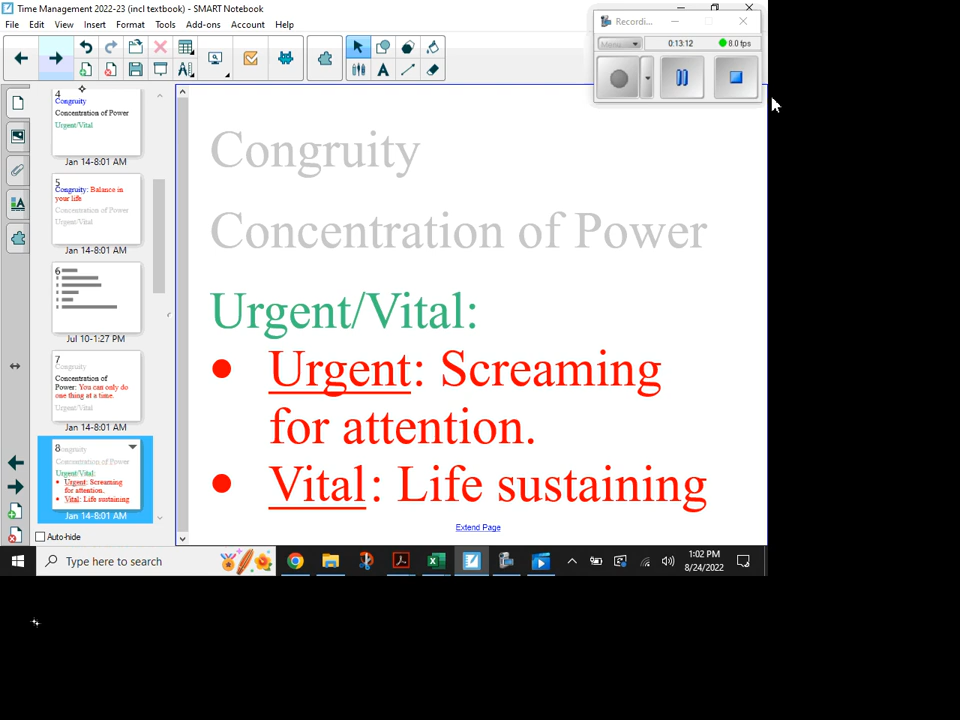 Time Management 2022-23 (incl textbook) - SMART Notebook
File Edit View Insert Format Tools Add-ons Account Help
Recordi...
Menu
0:13:12
8.0 fps
4
Congruity
Concentration of Power
Urgent/Vital
Jan 14-8:01 AM
5
Congruity: Balance in
your life
Concentration of Power
Urgent/Vital
Jan 14-8:01 AM
6
Jul 10-1:27 PM
7
Congruity
Concentration of
Power: You can only do
one thing at a time.
Urgent/Vital
Jan 14-8:01 AM
8
Congruity
Concentration of Power
Urgent/Vital:
• Urgent: Screaming
for attention.
• Vital: Life sustaining
Jan 14-8:01 AM
Auto-hide
Congruity
Concentration of Power
Urgent/Vital:
• Urgent: Screaming
for attention.
• Vital: Life sustaining
Extend Page
Type here to search
1:02 PM
8/24/2022